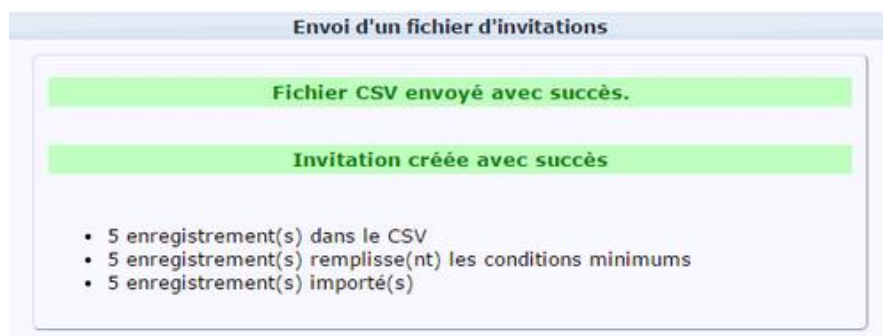 Envoi d'un fichier d'invitations
Fichier CSV envoyé avec succès.
Invitation créée avec succès
• 5 enregistrement(s) dans le CSV
• 5 enregistrement(s) remplisse(nt) les conditions minimums
• 5 enregistrement(s) importé(s)